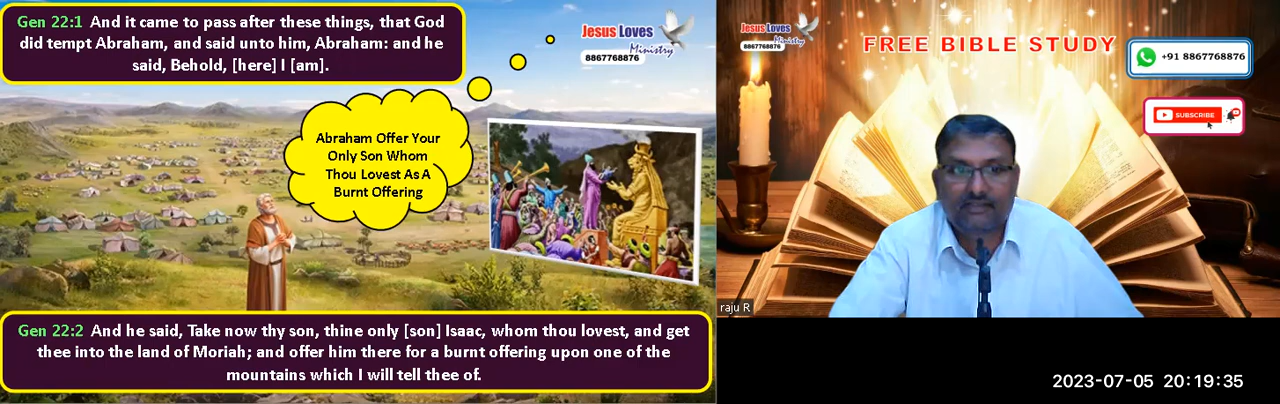 Gen 22:1 And it came to pass after these things, that God
did tempt Abraham, and said unto him, Abraham: and he
said, Behold, [here] I [am].
Jesus Loves
Ministry
8867768876
Abraham Offer Your
Only Son Whom
Thou Lovest As A
Burnt Offering
Gen 22:2 And he said, Take now thy son, thine only [son] Isaac, whom thou lovest, and get
thee into the land of Moriah; and offer him there for a burnt offering upon one of the
mountains which I will tell thee of.
Jesus Loves
Ministry
8867768876
FREE BIBLE STUDY
+91 8867768876
SUBSCRIBE
raju R
2023-07-05 20:19:35